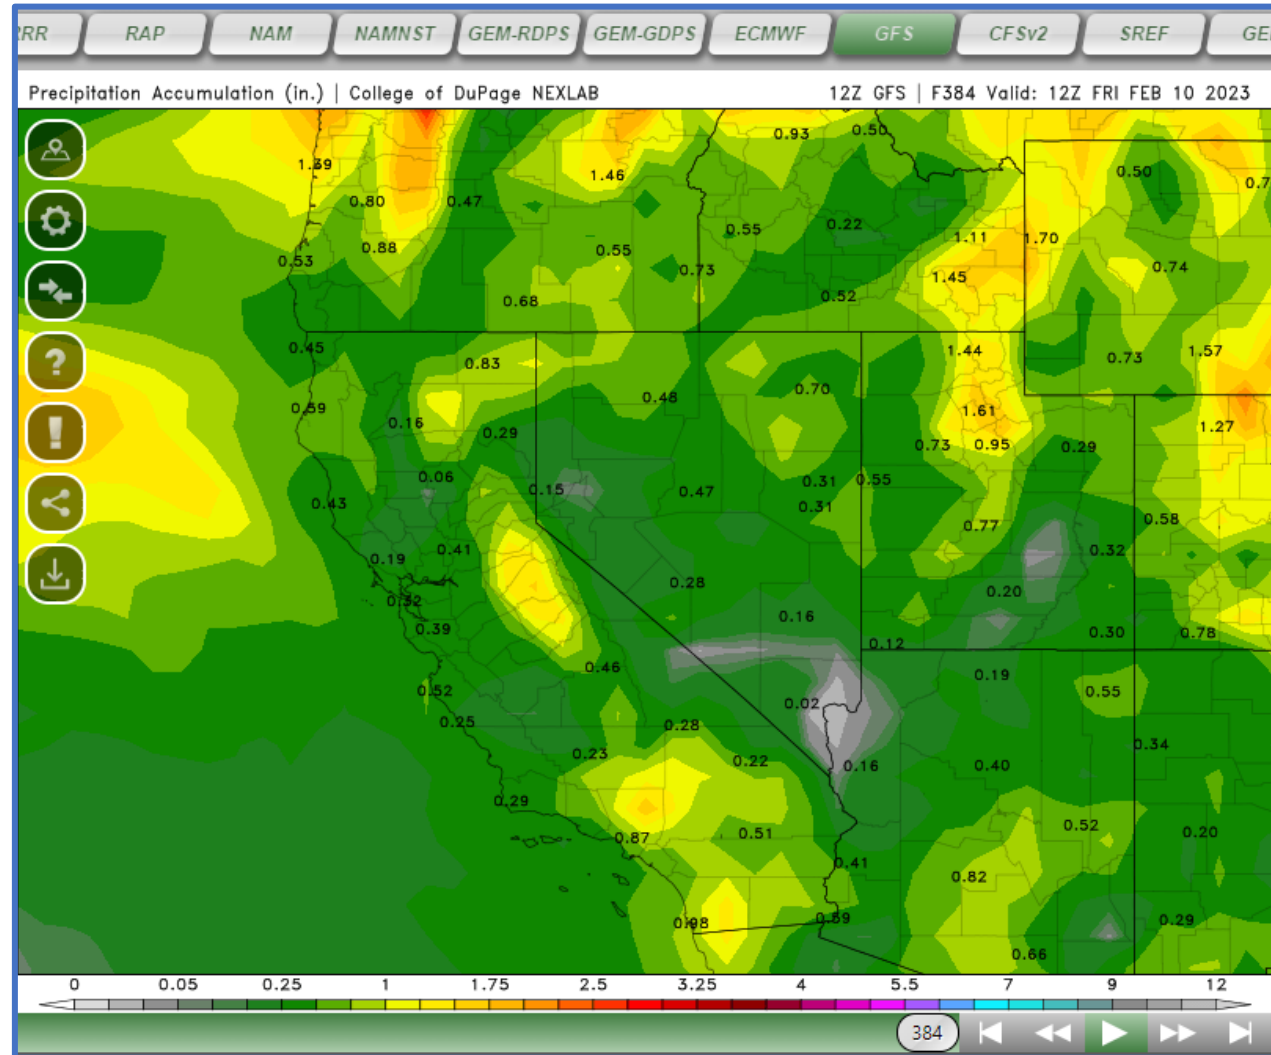 RR RAP NAM NAMNST GEM-RDPS GEM-GDPS ECMWF GFS CFSv2 SREF GE
Precipitation Accumulation (in.) | College of DuPage NEXLAB 12Z GFS | F384 Valid: 12Z FRI FEB 10 2023
0.93 0.50
1.39 1.46 0.50 0.7
0.80 0.47
0.55 0.22
0.88 0.55 1.11 1.70
0.53 0.73 1.45 0.74
0.68 0.52
0.45 0.83 1.44 0.73 1.57
0.59 0.48 0.70 1.61
0.16 0.29 0.73 0.95 0.29 1.27
0.06 0.15 0.47 0.31 0.55
0.43 0.31 0.77 0.58
0.19 0.41 0.32
0.28 0.20
0.32 0.16
0.39 0.12 0.30 0.78
0.46 0.19
0.52 0.02 0.55
0.25 0.28 0.34
0.23 0.22 0.16 0.40
0.29
0.87 0.51 0.52 0.20
0.41 0.82
0.98 0.59 0.29
0.66
0 0.05 0.25 1 1.75 2.5 3.25 4 5.5 7 9 12
384